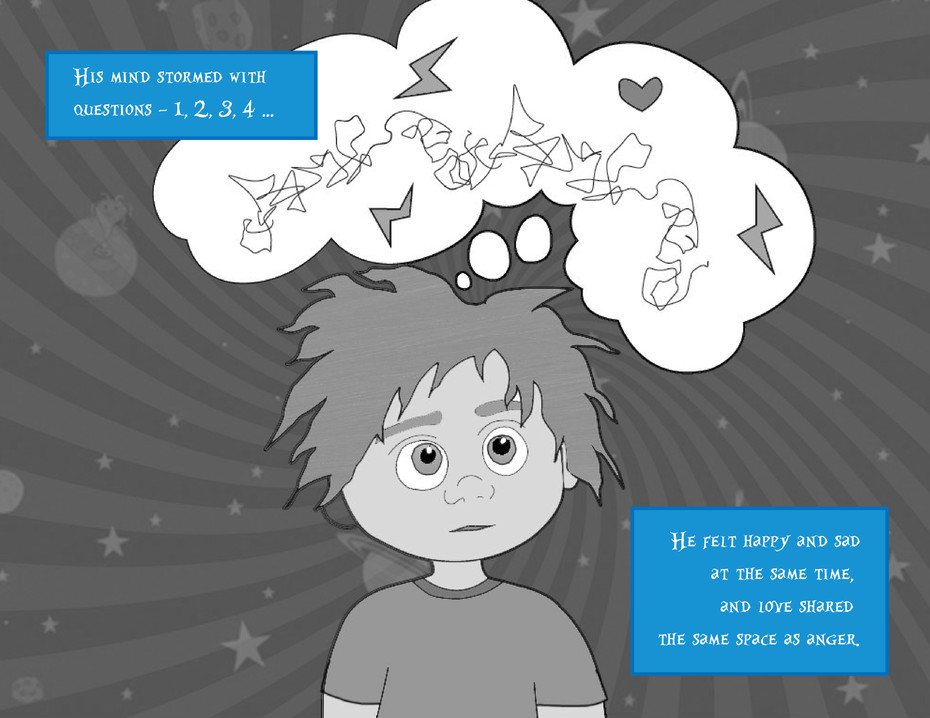 His mind stormed with
questions - 1, 2, 3, 4 ...
He felt happy and sad
at the same time,
and love shared
the same space as anger.